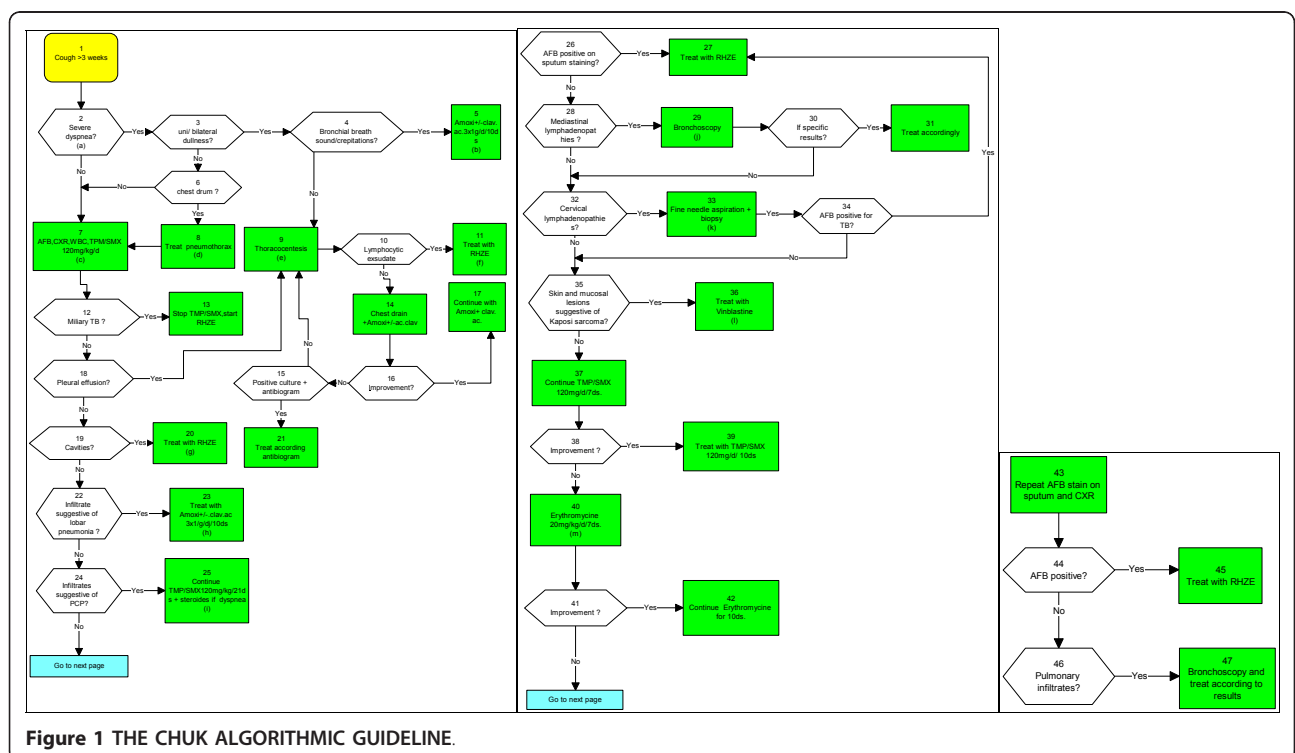 1
Cough >3 weeks
2
Severe
dyspnea?
(a)
Yes
3
uni/ bilateral
dullness?
Yes
4
Bronchial breath
sound/crepitations?
Yes
5
Amoxi+/-clav.
ac.3x1g/d/10d
s
(b)
No
No
No
6
chest drum ?
No
Yes
7
AFB,CXR,WBC,TPM/SMX
120mg/kg/d
(c)
8
Treat pneumothorax
(d)
9
Thoracocentesis
(e)
10
Lymphocytic
exsudate
Yes
11
Treat with
RHZE
(f)
No
12
Miliary TB ?
Yes
13
Stop TMP/SMX,start
RHZE
14
Chest drain
+Amoxi+/-ac.clav
17
Continue with
Amoxi+ clav.
ac.
No
No
18
Pleural effusion?
Yes
15
Positive culture +
antibiogram
No
16
Improvement?
Yes
No
Yes
19
Cavities?
Yes
20
Treat with RHZE
(g)
21
Treat according
antibiogram
No
22
Infiltrate
suggestive of
lobar
pneumonia ?
Yes
23
Treat with
Amoxi+/-.clav.ac
3x1/g/dj/10ds
(h)
No
24
Infiltrates
suggestive of
PCP?
Yes
25
Continue
TMP/SMX120mg/kg/21d
s + steroides if dyspnea
(i)
No
Go to next page
26
AFB positive on
sputum staining?
Yes
27
Treat with RHZE
No
28
Mediastinal
lymphadenopat
hies ?
Yes
29
Bronchoscopy
(j)
30
If specific
results?
Yes
31
Treat accordingly
Yes
No
No
32
Cervical
lymphadenopathie
s?
Yes
33
Fine needle aspiration +
biopsy
(k)
Yes
34
AFB positive for
TB?
No
No
35
Skin and mucosal
lesions
suggestive of
Kaposi sarcoma?
Yes
36
Treat with
Vinblastine
(l)
No
37
Continue TMP/SMX
120mg/d/7ds.
38
Improvement ?
Yes
39
Treat with TMP/SMX
120mg/d/ 10ds
No
40
Erythromycine
20mg/kg/d/7ds.
(m)
41
Improvement ?
Yes
42
Continue Erythromycine
for 10ds.
No
Go to next page
43
Repeat AFB stain on
sputum and CXR
44
AFB positive?
Yes
45
Treat with RHZE
No
46
Pulmonary
infiltrates?
Yes
47
Bronchoscopy and
treat according to
results
Figure 1 THE CHUK ALGORITHMIC GUIDELINE.